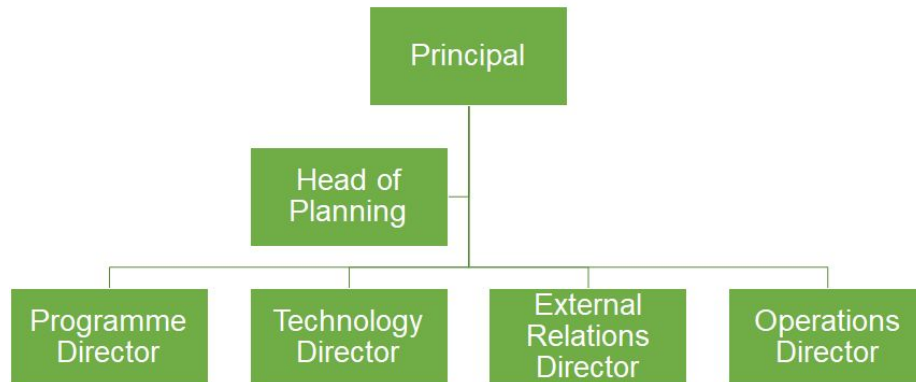 Principal
Head of
Planning
Programme
Director
Technology
Director
External
Relations
Director
Operations
Director